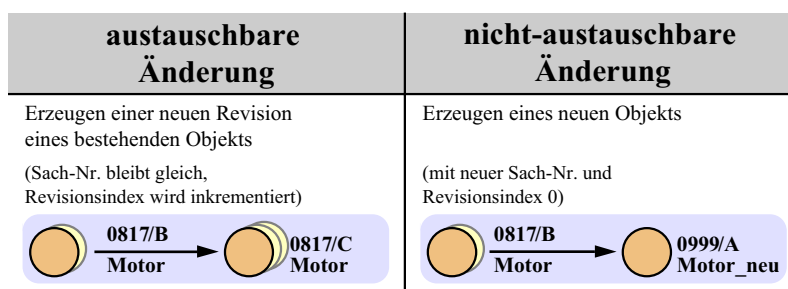 austauschbare
Änderung
nicht-austauschbare
Änderung
Erzeugen einer neuen Revision
eines bestehenden Objekts
(Sach-Nr. bleibt gleich,
Revisionsindex wird inkrementiert)
0817/B
Motor
0817/C
Motor
Erzeugen eines neuen Objekts
(mit neuer Sach-Nr. und
Revisionsindex 0)
0817/B
Motor
0999/A
Motor_neu